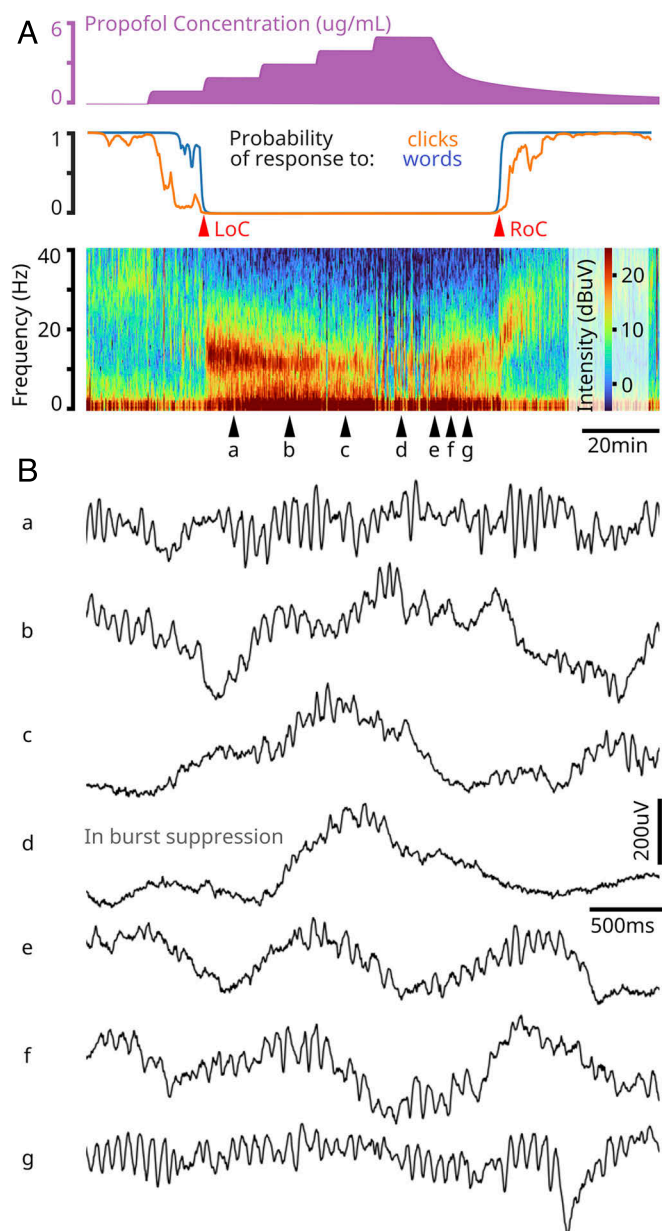 A
Propofol Concentration (ug/mL)
6
0
1
0
Probability of response to:
clicks
words
LoC
RoC
Frequency (Hz)
40
20
0
Intensity (dBuV)
20
10
0
a b c d e f g
20min
B
a
b
c
d
In burst suppression
200uV
500ms
e
f
g